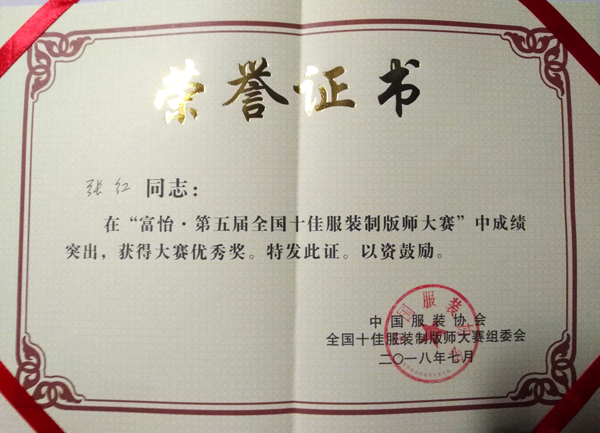 荣誉证书
张红 同志：
在“富怡·第五届全国十佳服装制版师大赛”中成绩
突出，获得大赛优秀奖。特发此证。以资鼓励。
中国服装协会
全国十佳服装制版师大赛组委会
二〇一八年七月